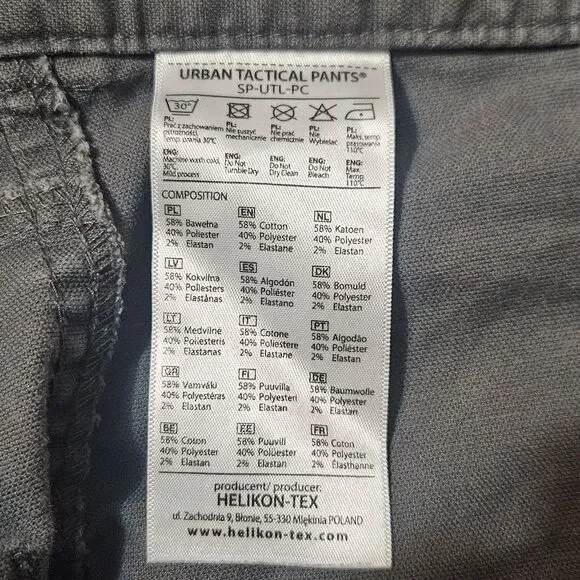 URBAN TACTICAL PANTS®
SP-UTL-PC
30°
PL: PL: PL: PL: PL:
Prać z zachowaniem Nie suszyć Nie prać Nie Maks. temp.
ostrożności, mechanicznie chemicznie Wybielać prasowania
Temp. prania 30°C 110°C
ENG: ENG: ENG: ENG: ENG:
Machine wash cold Do Not Do Not Do Not Max.
30°C Tumble Dry Dry Clean Bleach Temp
Mild process 110°C
COMPOSITION
PL EN NL
58% Bawełna 58% Cotton 58% Katoen
40% Poliester 40% Polyester 40% Polyester
2% Elastan 2% Elastane 2% Elastan
LV ES DK
58% Kokvilna 58% Algodón 58% Bomuld
40% Poliesters 40% Poliéster 40% Polyester
2% Elastānas 2% Elastano 2% Elastan
LT IT PT
58% Medvilnė 58% Cotone 58% Algodão
40% Poliesteris 40% Poliestere 40% Poliéster
2% Elastanas 2% Elastan 2% Elastan
GR FI DE
58% Vamváki 58% Puuvilla 58% Baumwolle
40% Polyestéras 40% Polyesteri 40% Polyester
2% Elastan 2% Elastan 2% Elastan
BE EE FR
58% Coton 58% Puuvill 58% Coton
40% Polyester 40% Polüester 40% Polyester
2% Elastan 2% Elastaan 2% Élasthanne
producent/producer:
HELIKON-TEX
ul. Zachodnia 9, Błonie, 55-330 Miękinia POLAND
www.helikon-tex.com